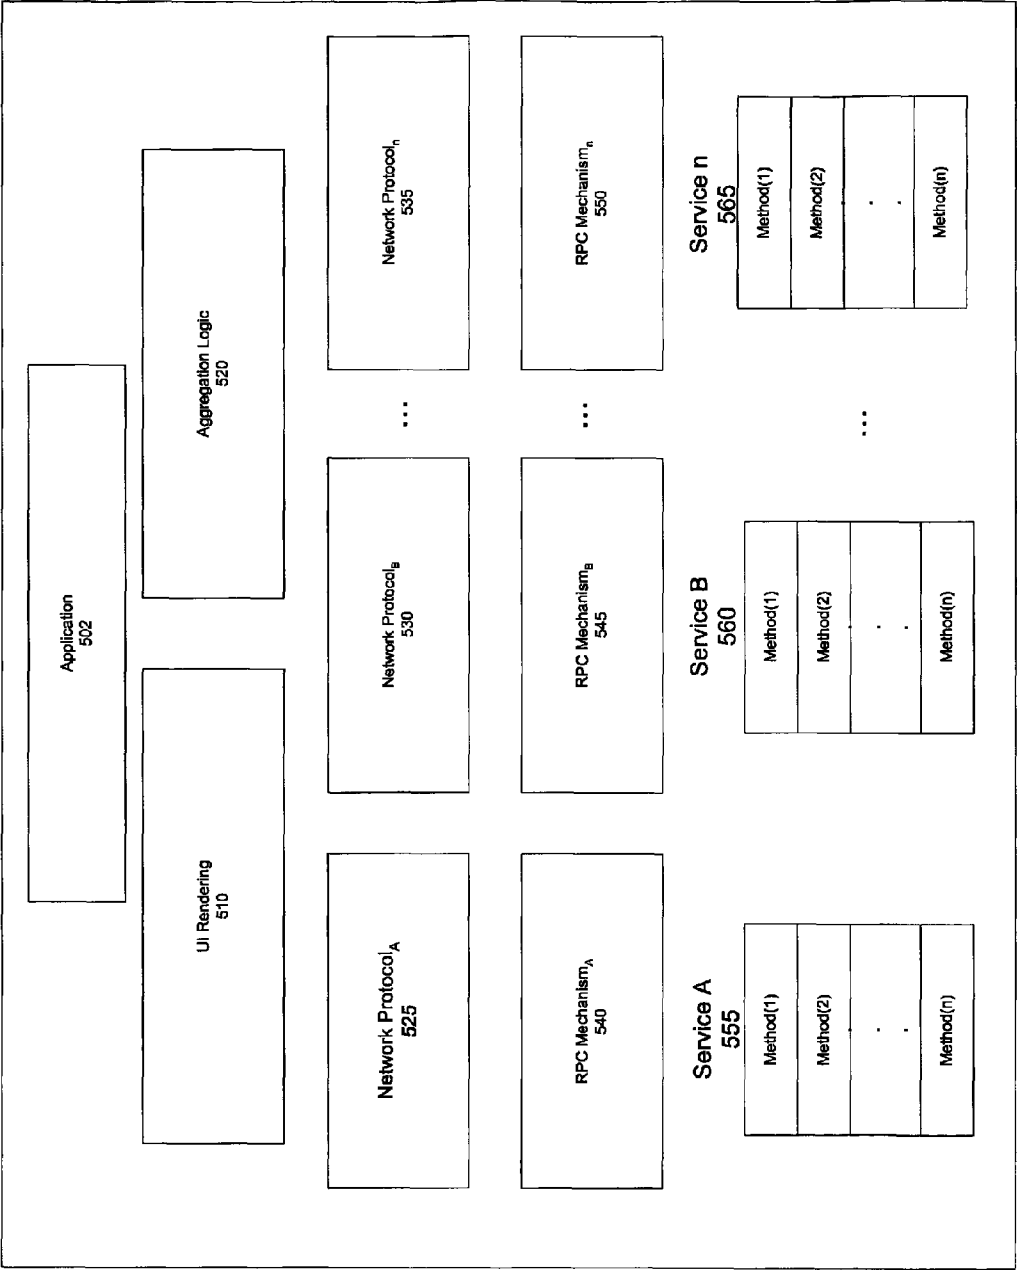 Application
502
UI Rendering
510
Aggregation Logic
520
Network ProtocolA
525
Network ProtocolB
530
...
Network Protocoln
535
RPC MechanismA
540
RPC MechanismB
545
...
RPC Mechanismn
550
Service A
555
Method(1)
Method(2)
.
.
.
Method(n)
Service B
560
Method(1)
Method(2)
.
.
.
Method(n)
...
Service n
565
Method(1)
Method(2)
.
.
.
Method(n)